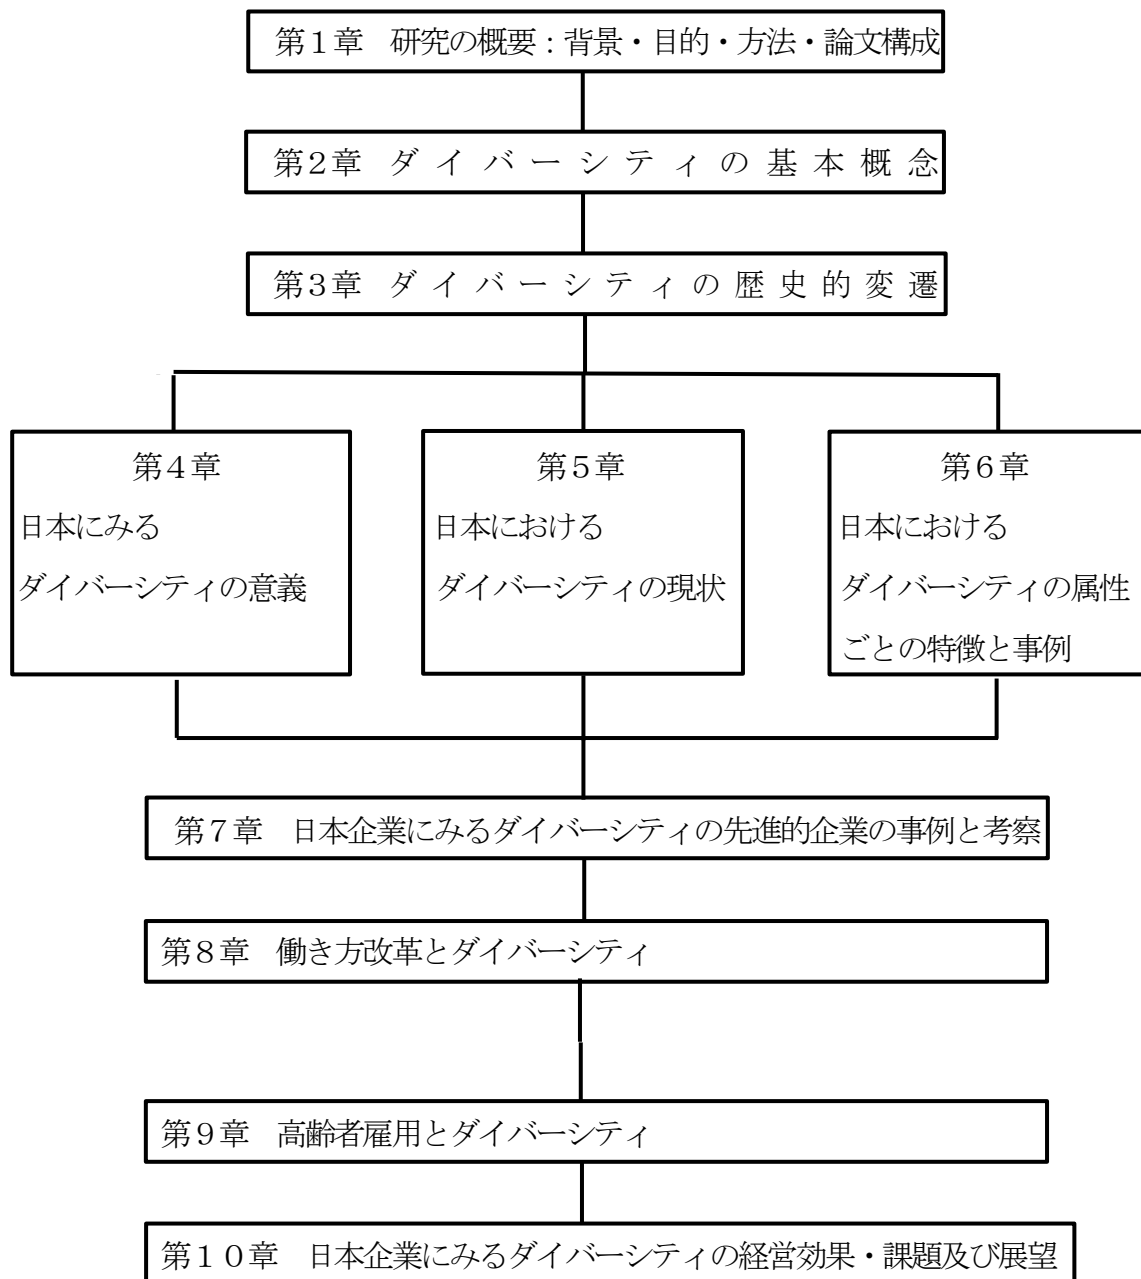 第１章　研究の概要：背景・目的・方法・論文構成
第２章　ダイバーシティの基本概念
第３章　ダイバーシティの歴史的変遷
第４章
日本にみる
ダイバーシティの意義
第５章
日本における
ダイバーシティの現状
第６章
日本における
ダイバーシティの属性
ごとの特徴と事例
第７章　日本企業にみるダイバーシティの先進的企業の事例と考察
第８章　働き方改革とダイバーシティ
第９章　高齢者雇用とダイバーシティ
第１０章　日本企業にみるダイバーシティの経営効果・課題及び展望